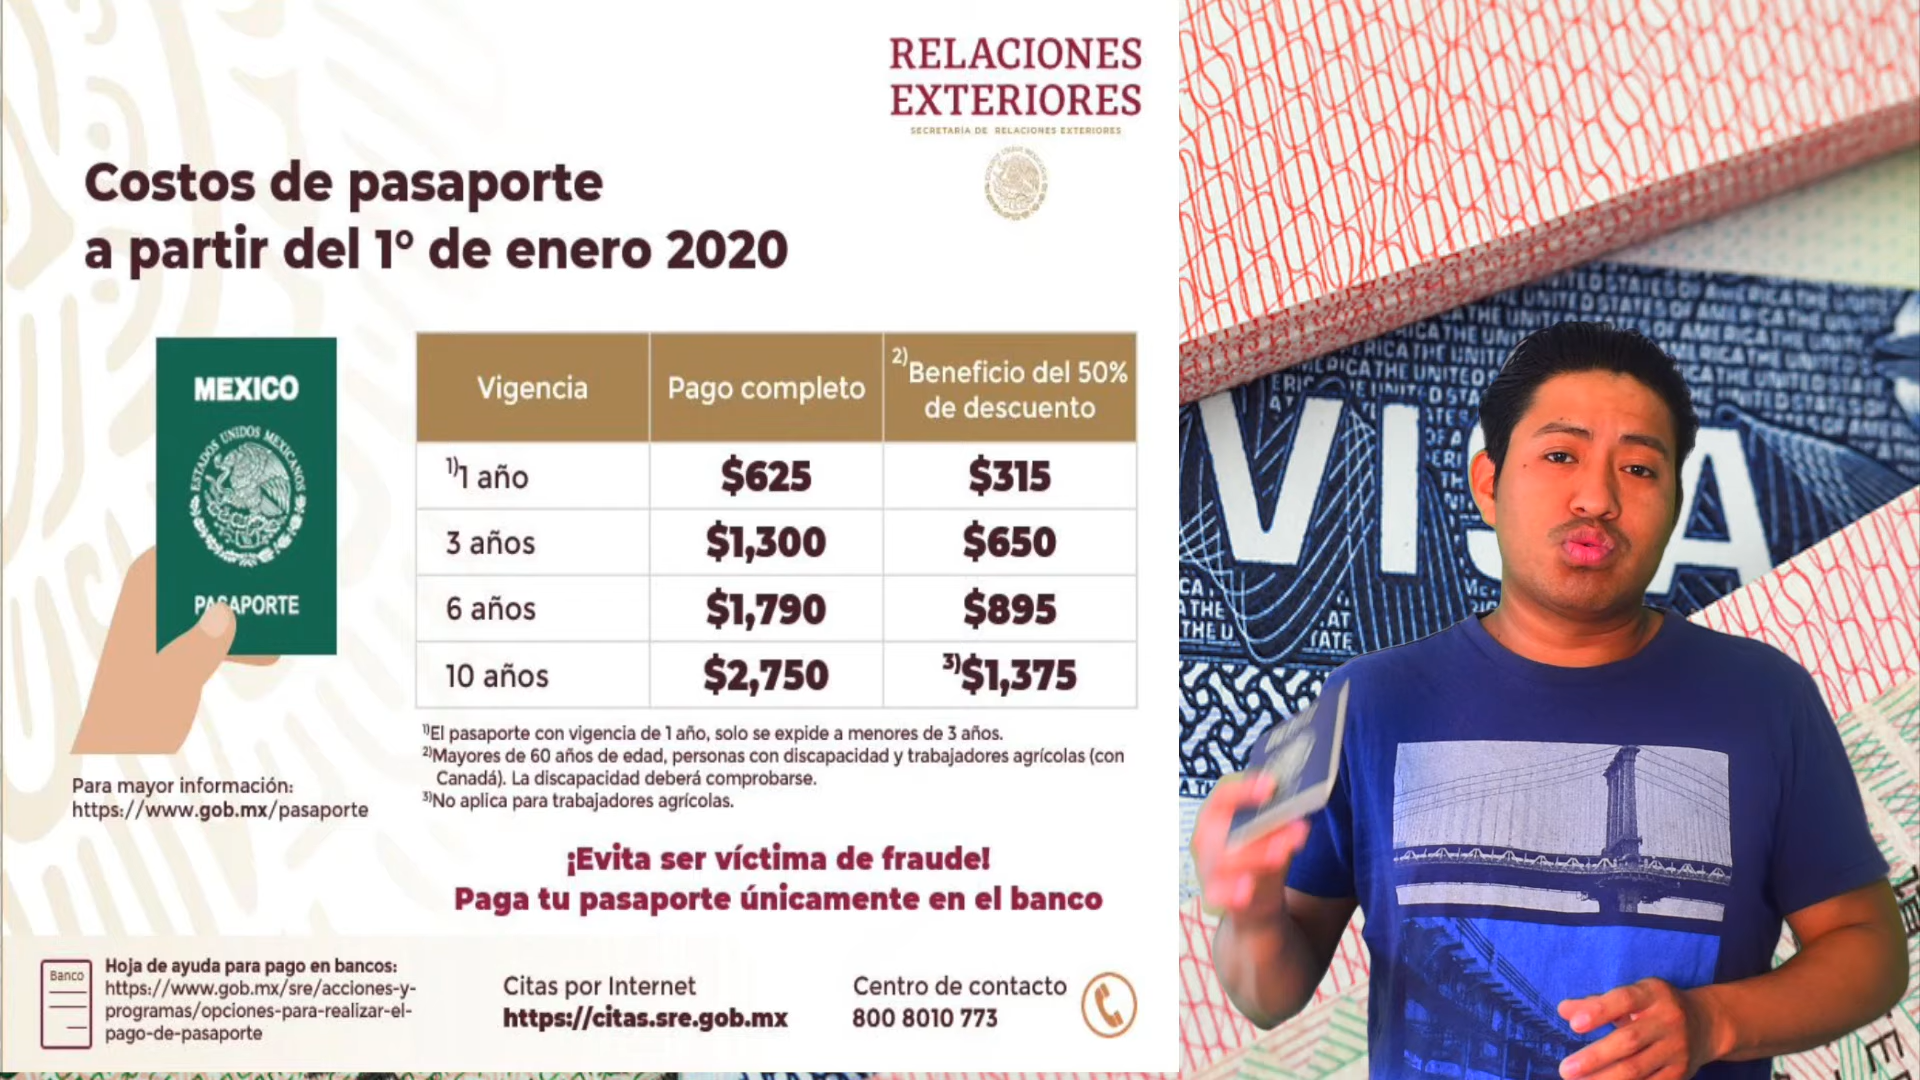 RELACIONES
EXTERIORES
SECRETARÍA DE RELACIONES EXTERIORES
Costos de pasaporte
a partir del 1° de enero 2020
MEXICO
ESTADOS UNIDOS MEXICANOS
PASAPORTE
Vigencia
Pago completo
2)Beneficio del 50%
de descuento
1)1 año
$625
$315
3 años
$1,300
$650
6 años
$1,790
$895
10 años
$2,750
3)$1,375
1)El pasaporte con vigencia de 1 año, solo se expide a menores de 3 años.
2)Mayores de 60 años de edad, personas con discapacidad y trabajadores agrícolas (con
Canadá). La discapacidad deberá comprobarse.
3)No aplica para trabajadores agrícolas.
Para mayor información:
https://www.gob.mx/pasaporte
¡Evita ser víctima de fraude!
Paga tu pasaporte únicamente en el banco
Banco
Hoja de ayuda para pago en bancos:
https://www.gob.mx/sre/acciones-y-
programas/opciones-para-realizar-el-
pago-de-pasaporte
Citas por Internet
https://citas.sre.gob.mx
Centro de contacto
800 8010 773
VISA